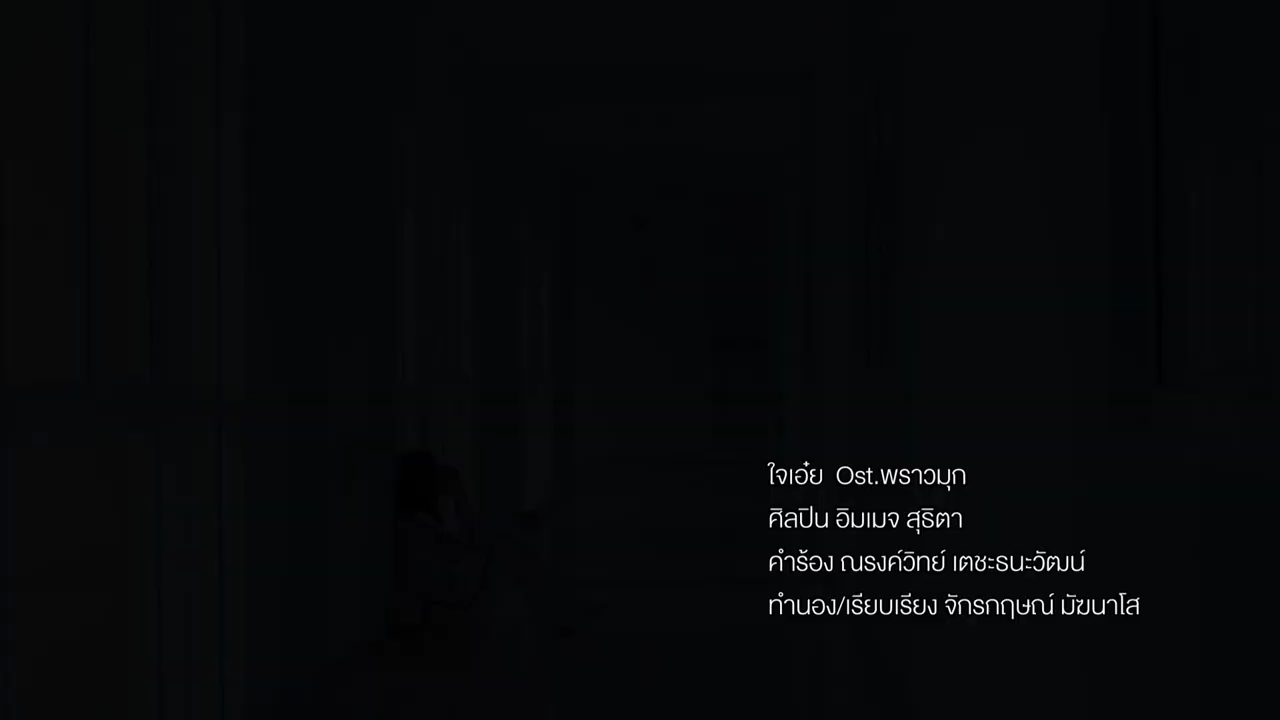 ใจเอ๋ย Ost.พราวมุก
ศิลปิน อิมเมจ สุธิตา
คำร้อง ณรงค์วิทย์ เตชะธนะวัฒน์
ทำนอง/เรียบเรียง จักรกฤษณ์ มัฆนาโส